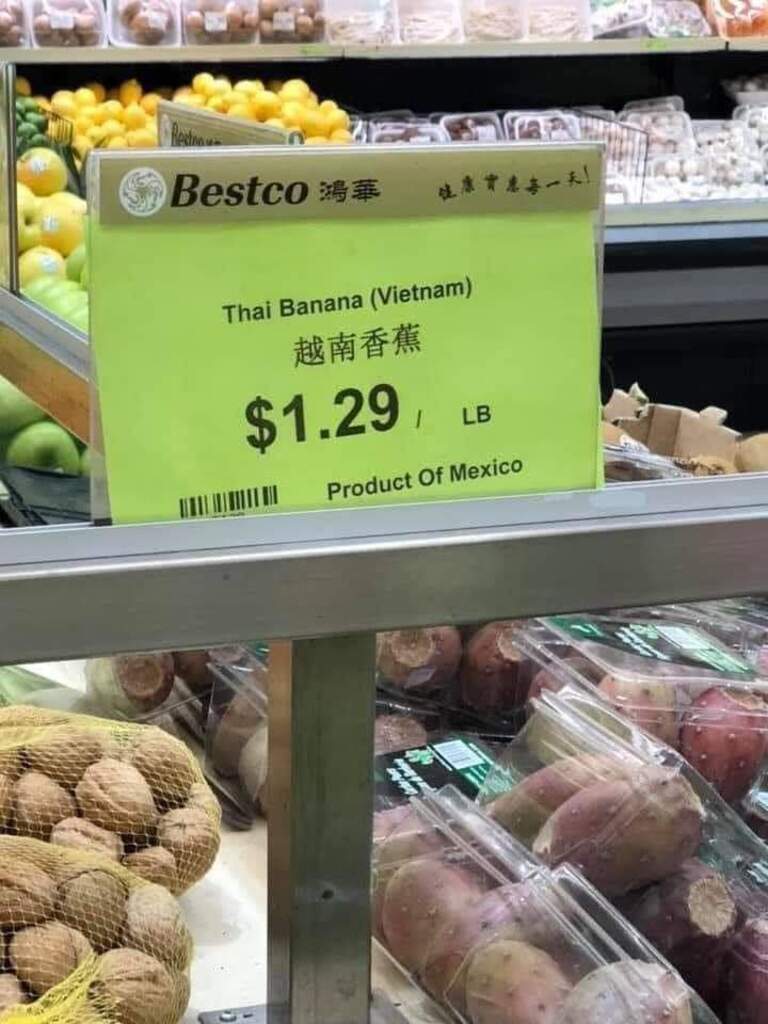 Bestco 鴻華
健康實惠每一天!
Thai Banana (Vietnam)
越南香蕉
$1.29 / LB
Product Of Mexico